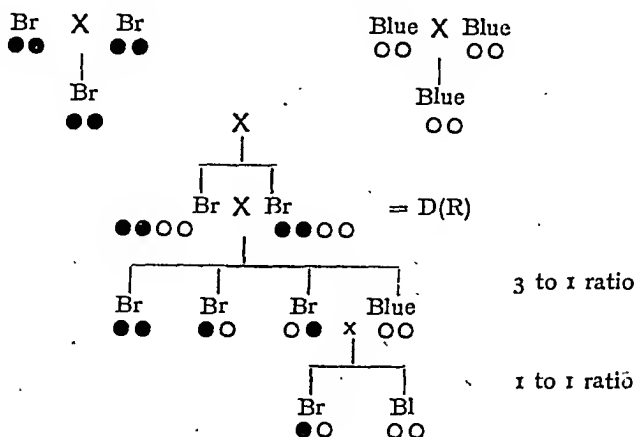 Br X Br Blue X Blue
Br Blue
X
Br X Br = D(R)
3 to 1 ratio
Br Br Br Blue
x
1 to 1 ratio
Br Bl